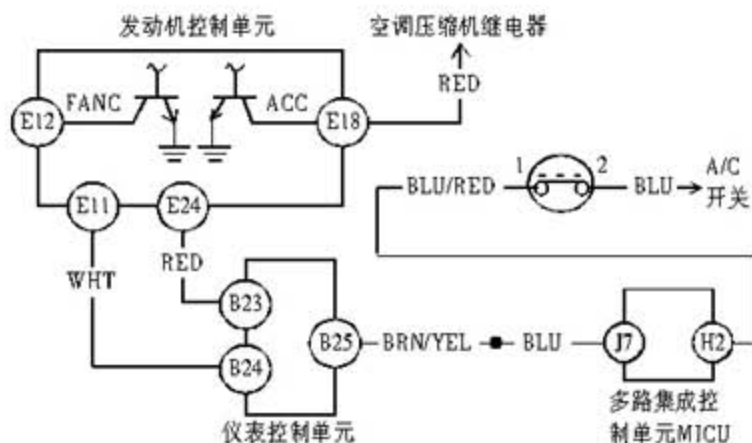 发动机控制单元
空调压缩机继电器
RED
FANC
ACC
E12
E18
1
2
A/C
开关
BLU/RED
BLU
E11
E24
WHT
RED
B23
B24
B25
BRN/YEL
BLU
J7
H2
仪表控制单元
多路集成控
制单元MICU